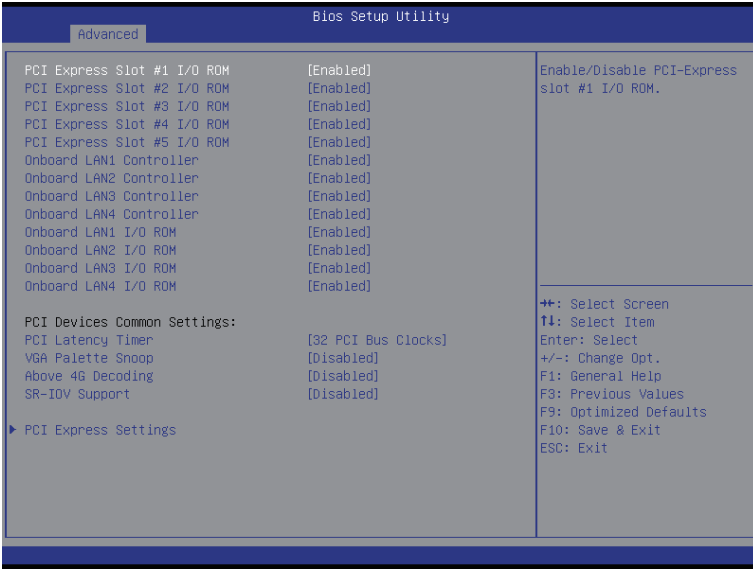 Bios Setup Utility
Advanced
PCI Express Slot #1 I/O ROM [Enabled]
PCI Express Slot #2 I/O ROM [Enabled]
PCI Express Slot #3 I/O ROM [Enabled]
PCI Express Slot #4 I/O ROM [Enabled]
PCI Express Slot #5 I/O ROM [Enabled]
Onboard LAN1 Controller [Enabled]
Onboard LAN2 Controller [Enabled]
Onboard LAN3 Controller [Enabled]
Onboard LAN4 Controller [Enabled]
Onboard LAN1 I/O ROM [Enabled]
Onboard LAN2 I/O ROM [Enabled]
Onboard LAN3 I/O ROM [Enabled]
Onboard LAN4 I/O ROM [Enabled]
PCI Devices Common Settings:
PCI Latency Timer [32 PCI Bus Clocks]
VGA Palette Snoop [Disabled]
Above 4G Decoding [Disabled]
SR-IOV Support [Disabled]
PCI Express Settings
Enable/Disable PCI-Express
slot #1 I/O ROM.
→←: Select Screen
↑↓: Select Item
Enter: Select
+/-: Change Opt.
F1: General Help
F3: Previous Values
F9: Optimized Defaults
F10: Save & Exit
ESC: Exit